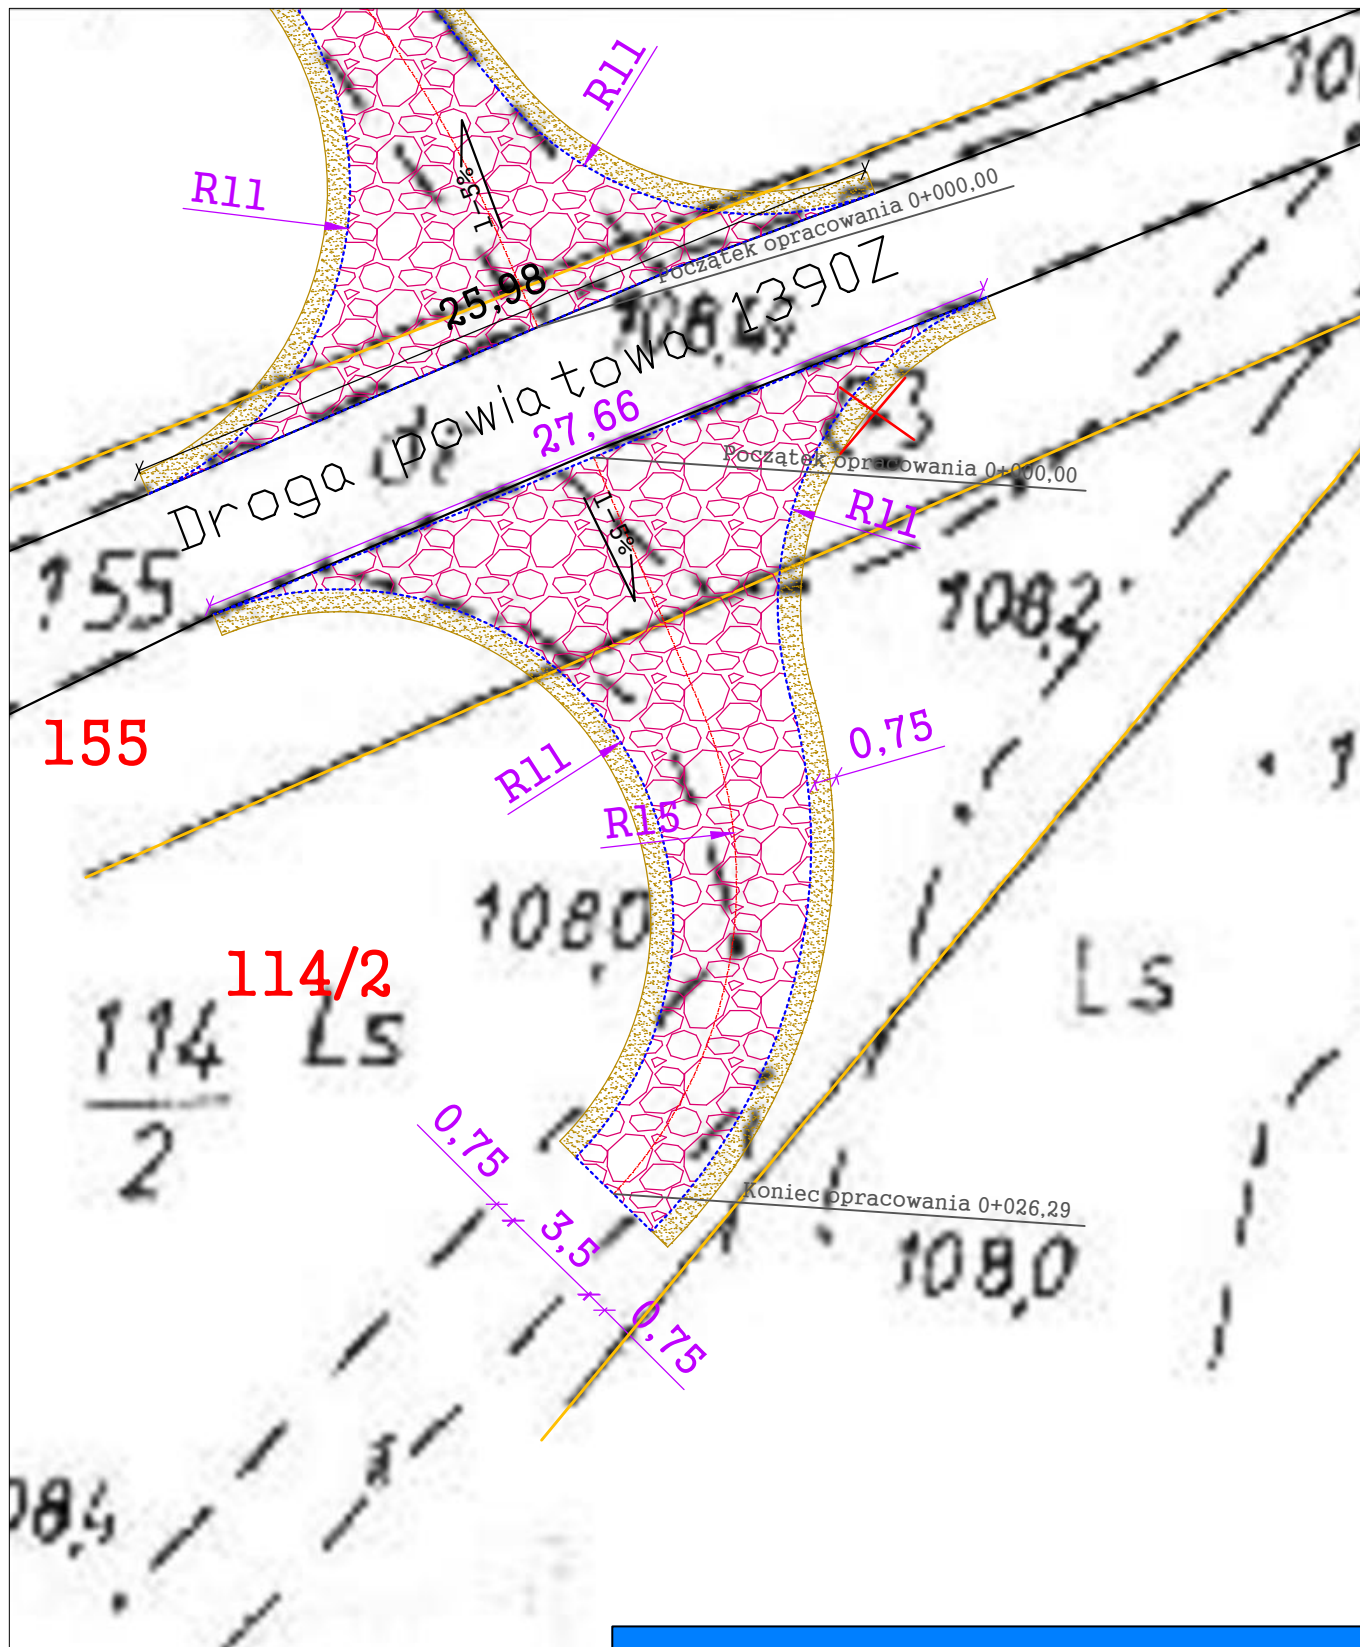 R11
R11
1-5%
Początek opracowania 0+000,00
25,98
Droga powiatowa 1390Z
27,66
Początek opracowania 0+000,00
1-5%
R11
155
108,2
155
0,75
R11
R15
108,0
114/2
114
2
Ls
Ls
0,75
3,5
0,75
Koniec opracowania 0+026,29
108,0
08,4